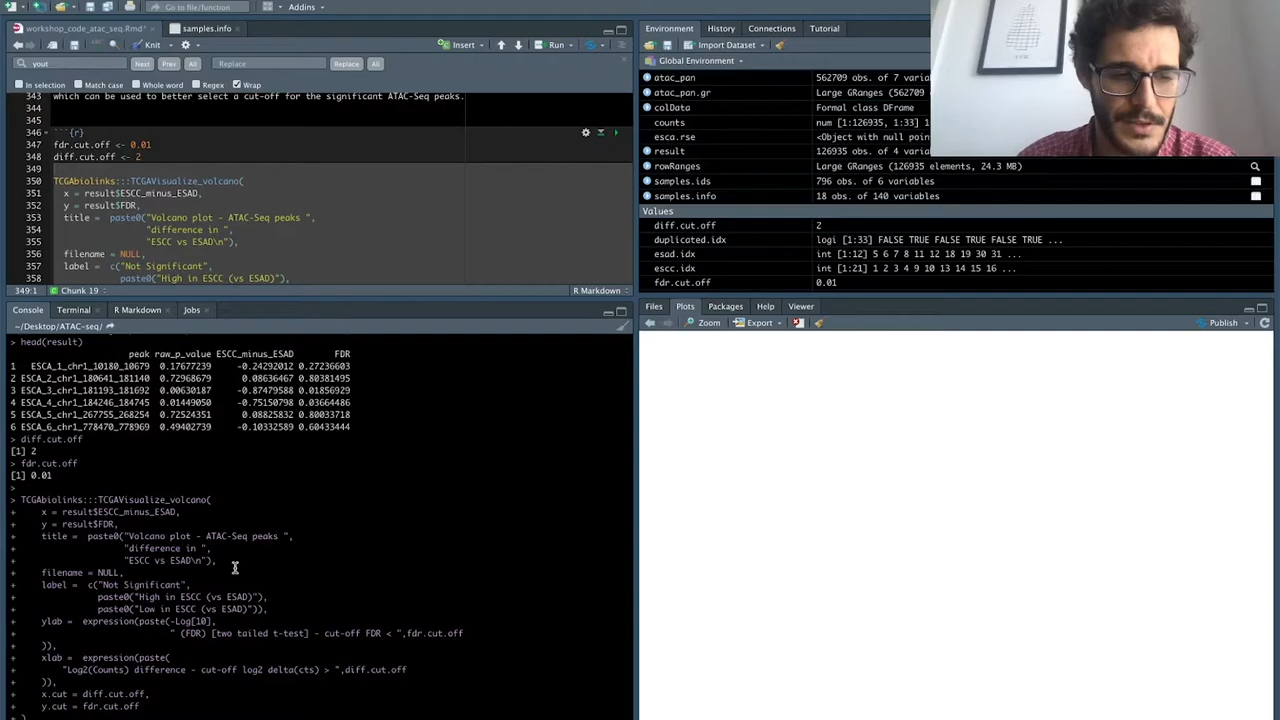 Go to file/function
Addins
workshop_code_atac_seq.Rmd*
samples.info
Knit
Insert
Run
yout
Next
Prev
All
Replace
Replace
All
In selection
Match case
Whole word
Regex
Wrap
343 which can be used to better select a cut-off for the significant ATAC-Seq peaks.
344
345
346 ```{r}
347 fdr.cut.off <- 0.01
348 diff.cut.off <- 2
349
350 TCGAbiolinks:::TCGAVisualize_volcano(
351 x = result$ESCC_minus_ESAD,
352 y = result$FDR,
353 title = paste0("Volcano plot - ATAC-Seq peaks ",
354 "difference in ",
355 "ESCC vs ESAD\n"),
356 filename = NULL,
357 label = c("Not Significant",
358 paste0("High in ESCC (vs ESAD)"),
349:1 Chunk 19 R Markdown
Console Terminal R Markdown Jobs
~/Desktop/ATAC-seq/
> head(result)
peak raw_p_value ESCC_minus_ESAD FDR
1 ESCA_1_chr1_10180_10679 0.17677239 -0.24292012 0.27236603
2 ESCA_2_chr1_180641_181140 0.72968679 0.08636467 0.80381495
3 ESCA_3_chr1_181193_181692 0.00630187 -0.87479588 0.01856929
4 ESCA_4_chr1_184246_184745 0.01449050 -0.75150798 0.03664486
5 ESCA_5_chr1_267755_268254 0.72524351 0.08825832 0.80033718
6 ESCA_6_chr1_778470_778969 0.49402739 -0.10332589 0.60433444
> diff.cut.off
[1] 2
> fdr.cut.off
[1] 0.01
>
> TCGAbiolinks:::TCGAVisualize_volcano(
+ x = result$ESCC_minus_ESAD,
+ y = result$FDR,
+ title = paste0("Volcano plot - ATAC-Seq peaks ",
+ "difference in ",
+ "ESCC vs ESAD\n"),
+ filename = NULL,
+ label = c("Not Significant",
+ paste0("High in ESCC (vs ESAD)"),
+ paste0("Low in ESCC (vs ESAD)")),
+ ylab = expression(paste(-Log[10],
+ " (FDR) [two tailed t-test] - cut-off FDR < ",fdr.cut.off
+ )),
+ xlab = expression(paste(
+ "Log2(Counts) difference - cut-off log2 delta(cts) > ",diff.cut.off
+ )),
+ x.cut = diff.cut.off,
+ y.cut = fdr.cut.off
+ )
Environment History Connections Tutorial
Import Dataset
Global Environment
atac_pan 562709 obs. of 7 vari
atac_pan.gr Large GRanges (562709
colData Formal class DFrame
counts num [1:126935, 1:33]
esca.rse <Object with null poin
result 126935 obs. of 4 varia
rowRanges Large GRanges (126935 elements, 24.3 MB)
samples.ids 796 obs. of 6 variables
samples.info 18 obs. of 140 variables
Values
diff.cut.off 2
duplicated.idx logi [1:33] FALSE TRUE FALSE TRUE FALSE TRUE ...
esad.idx int [1:12] 5 6 7 8 11 12 18 19 30 31 ...
escc.idx int [1:21] 1 2 3 4 9 10 13 14 15 16 ...
fdr.cut.off 0.01
Files Plots Packages Help Viewer
Zoom Export Publish